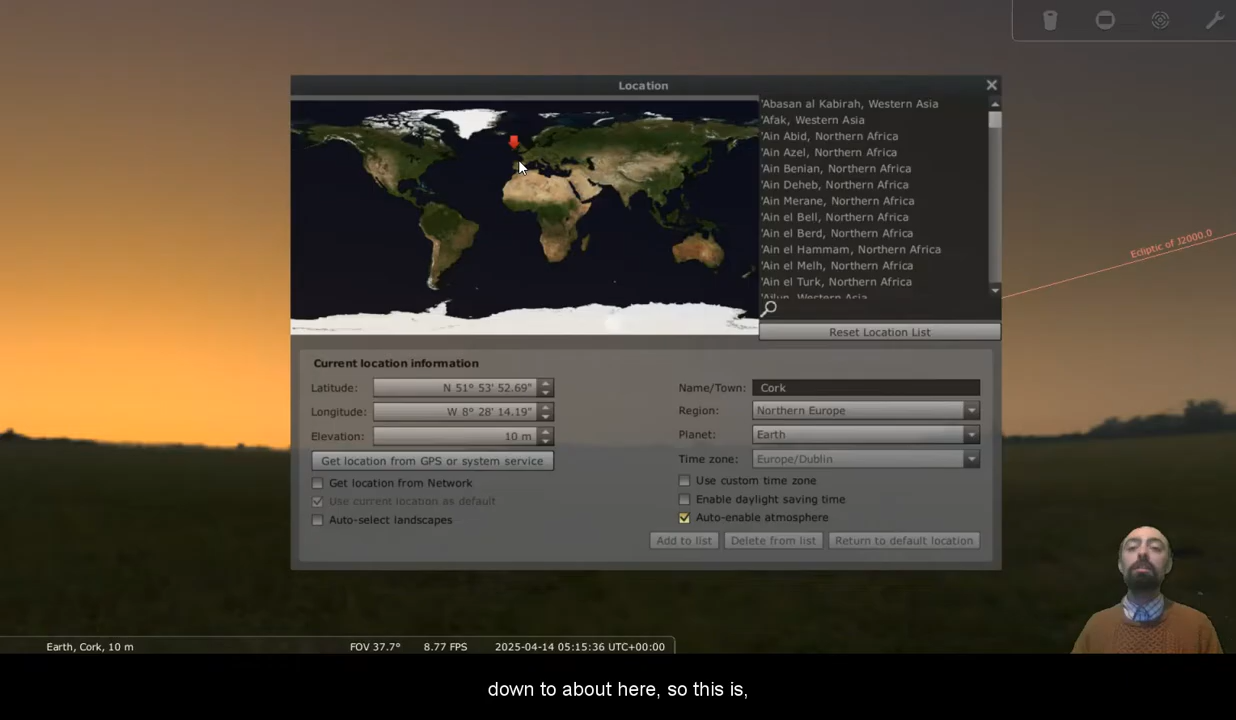 Location
'Abasan al Kabirah, Western Asia
'Afak, Western Asia
'Ain Abid, Northern Africa
'Ain Azel, Northern Africa
'Ain Benian, Northern Africa
'Ain Deheb, Northern Africa
'Ain Merane, Northern Africa
'Ain el Bell, Northern Africa
'Ain el Berd, Northern Africa
'Ain el Hammam, Northern Africa
'Ain el Melh, Northern Africa
'Ain el Turk, Northern Africa
'Ajlun, Western Asia
Reset Location List
Ecliptic of J2000.0
Current location information
Latitude: N 51° 53' 52.69"
Longitude: W 8° 28' 14.19"
Elevation: 10 m
Get location from GPS or system service
Get location from Network
Use current location as default
Auto-select landscapes
Name/Town: Cork
Region: Northern Europe
Planet: Earth
Time zone: Europe/Dublin
Use custom time zone
Enable daylight saving time
Auto-enable atmosphere
Add to list Delete from list Return to default location
Earth, Cork, 10 m FOV 37.7° 8.77 FPS 2025-04-14 05:15:36 UTC+00:00
down to about here, so this is,